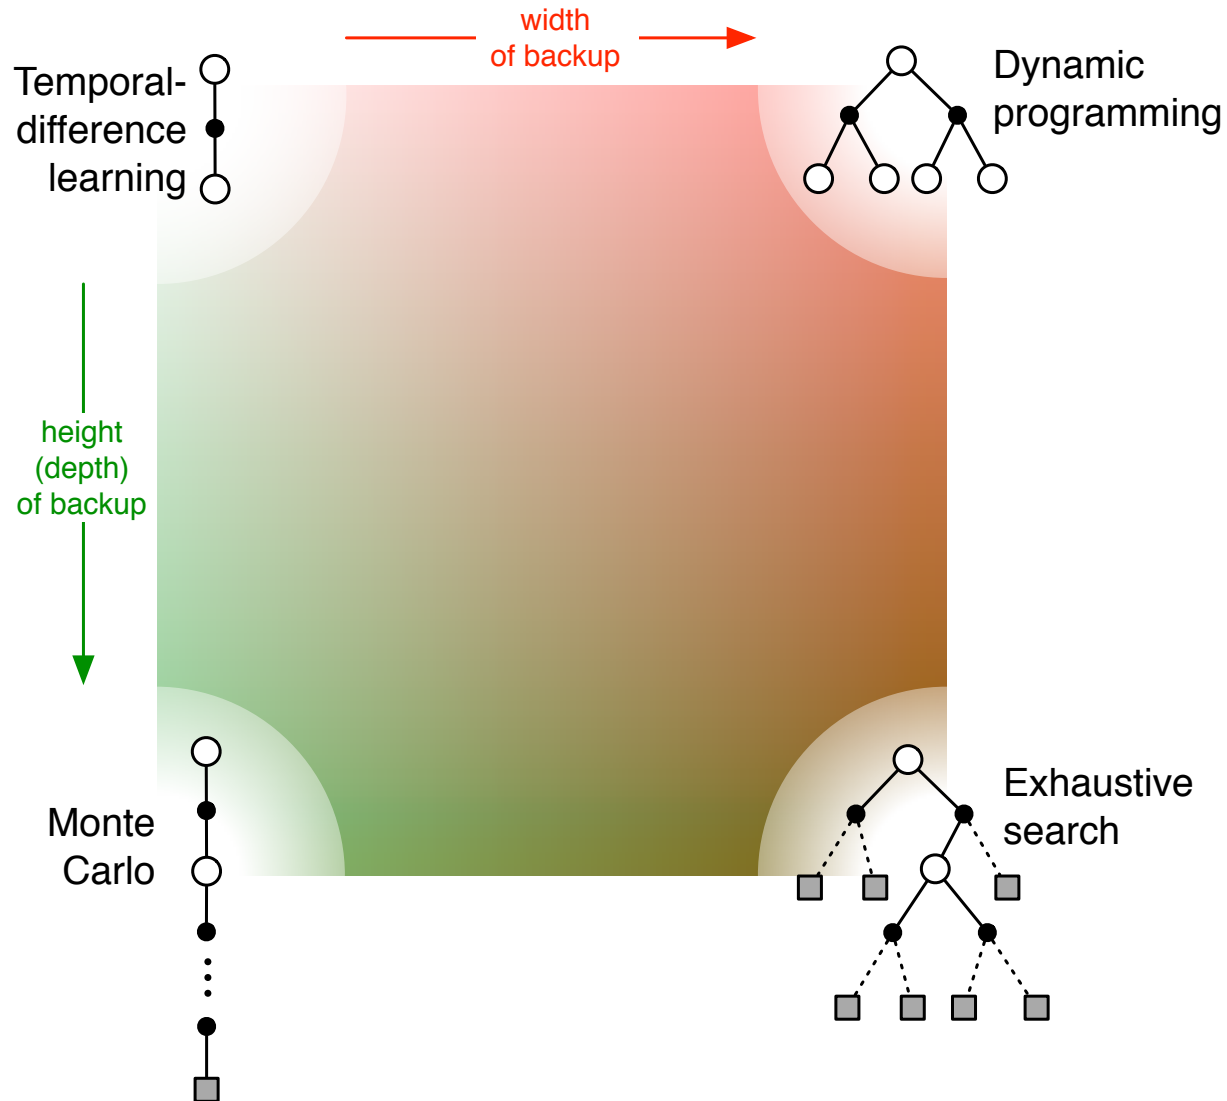 width
of backup
Temporal-
difference
learning
Dynamic
programming
height
(depth)
of backup
Monte
Carlo
Exhaustive
search